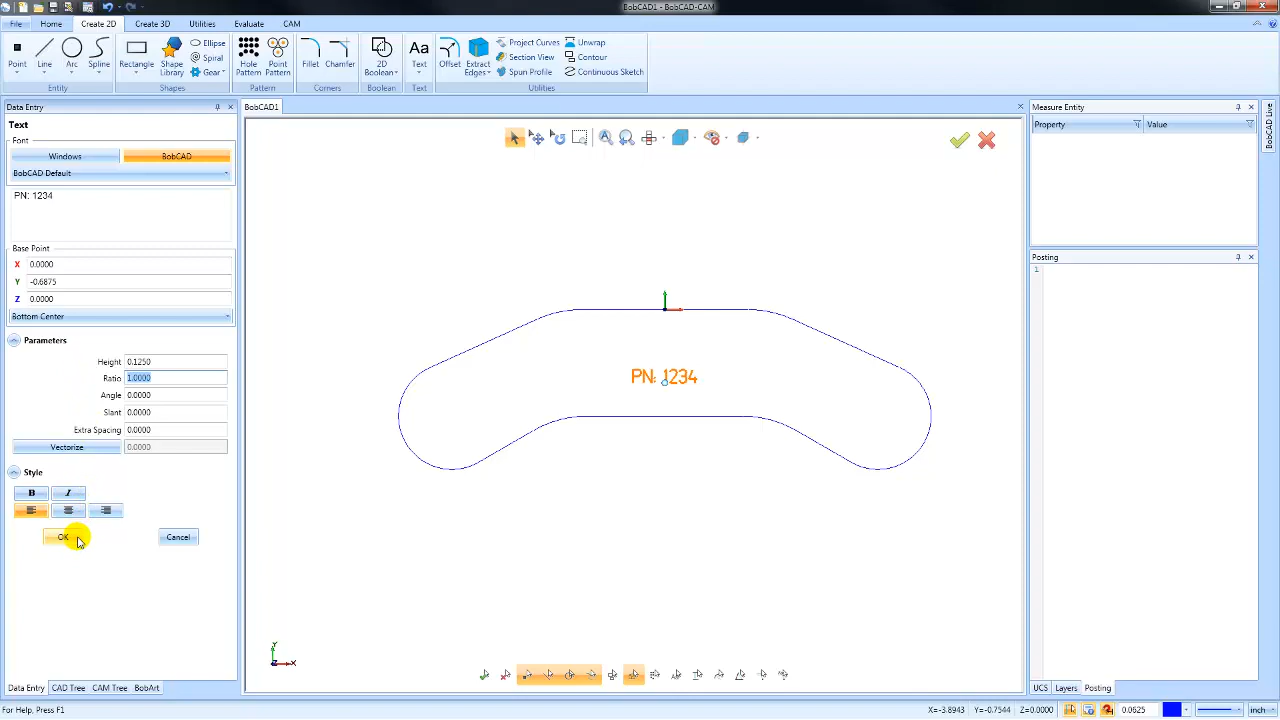 BobCAD1 - BobCAD-CAM
File
Home
Create 2D
Create 3D
Utilities
Evaluate
CAM
Point
Line
Arc
Spline
Entity
Rectangle
Shape Library
Ellipse
Spiral
Gear
Shapes
Hole Pattern
Point Pattern
Pattern
Fillet
Chamfer
Corners
2D Boolean
Boolean
Aa
Text
Text
Offset
Extract Edges
Project Curves
Section View
Spun Profile
Unwrap
Contour
Continuous Sketch
Utilities
Data Entry
Text
Font
Windows
BobCAD
BobCAD Default
PN: 1234
Base Point
X 0.0000
Y -0.6875
Z 0.0000
Bottom Center
Parameters
Height 0.1250
Ratio 1.0000
Angle 0.0000
Slant 0.0000
Extra Spacing 0.0000
Vectorize 0.0000
Style
B I
OK
Cancel
Data Entry
CAD Tree
CAM Tree
BobArt
BobCAD1
PN: 1234
Y
Z
X
Measure Entity
Property
Value
BobCAD Live
Posting
1
UCS
Layers
Posting
For Help, Press F1
X=-3.8943
Y=-0.7544
Z=0.0000
0.0625
inch